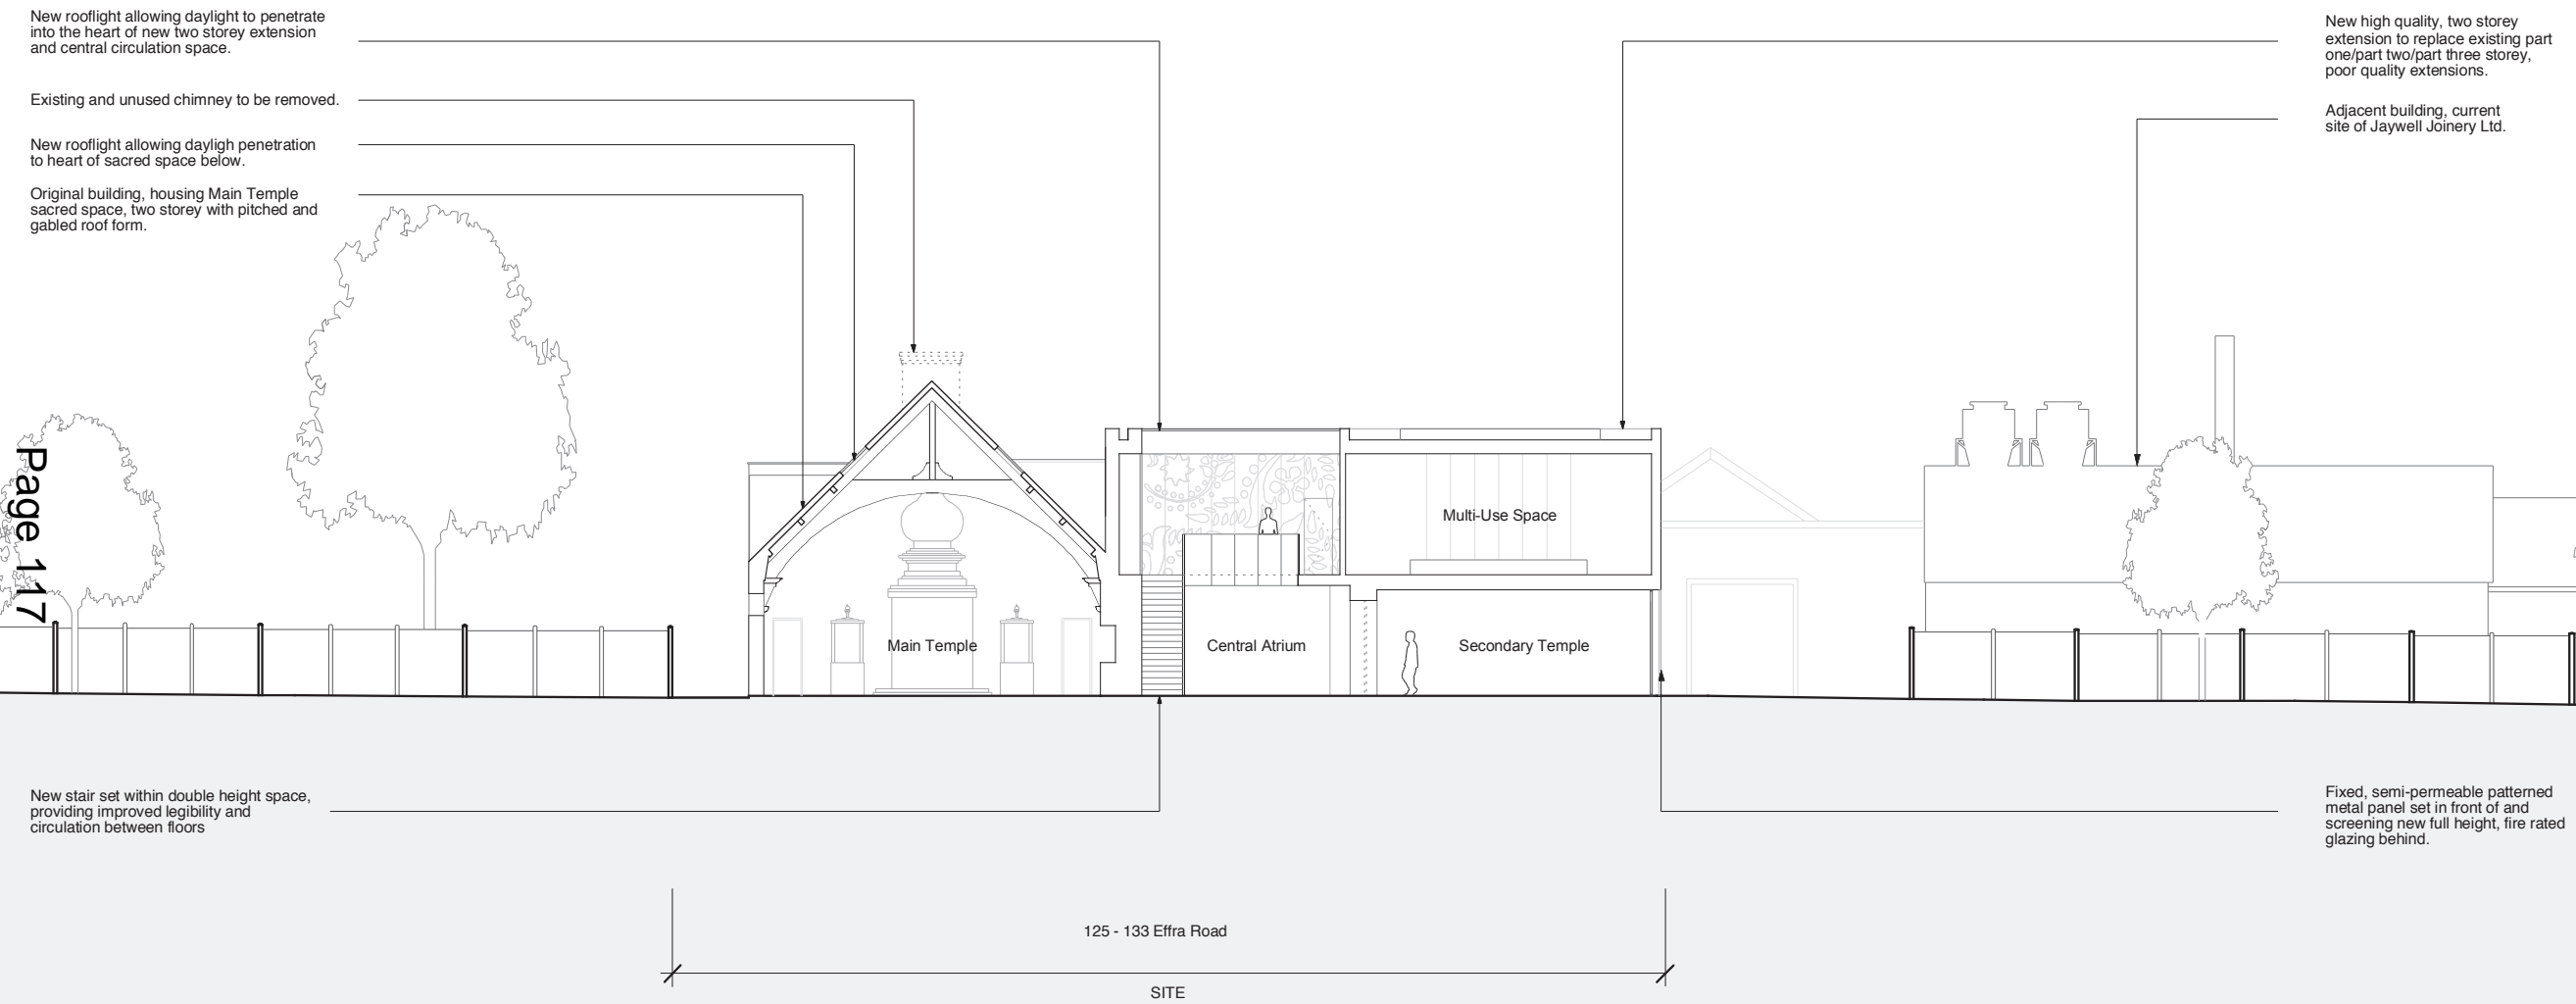 New rooflight allowing daylight to penetrate
into the heart of new two storey extension
and central circulation space.
Existing and unused chimney to be removed.
New rooflight allowing dayligh penetration
to heart of sacred space below.
Original building, housing Main Temple
sacred space, two storey with pitched and
gabled roof form.
New high quality, two storey
extension to replace existing part
one/part two/part three storey,
poor quality extensions.
Adjacent building, current
site of Jaywell Joinery Ltd.
Page 117
Multi-Use Space
Main Temple
Central Atrium
Secondary Temple
New stair set within double height space,
providing improved legibility and
circulation between floors
Fixed, semi-permeable patterned
metal panel set in front of and
screening new full height, fire rated
glazing behind.
125 - 133 Effra Road
SITE